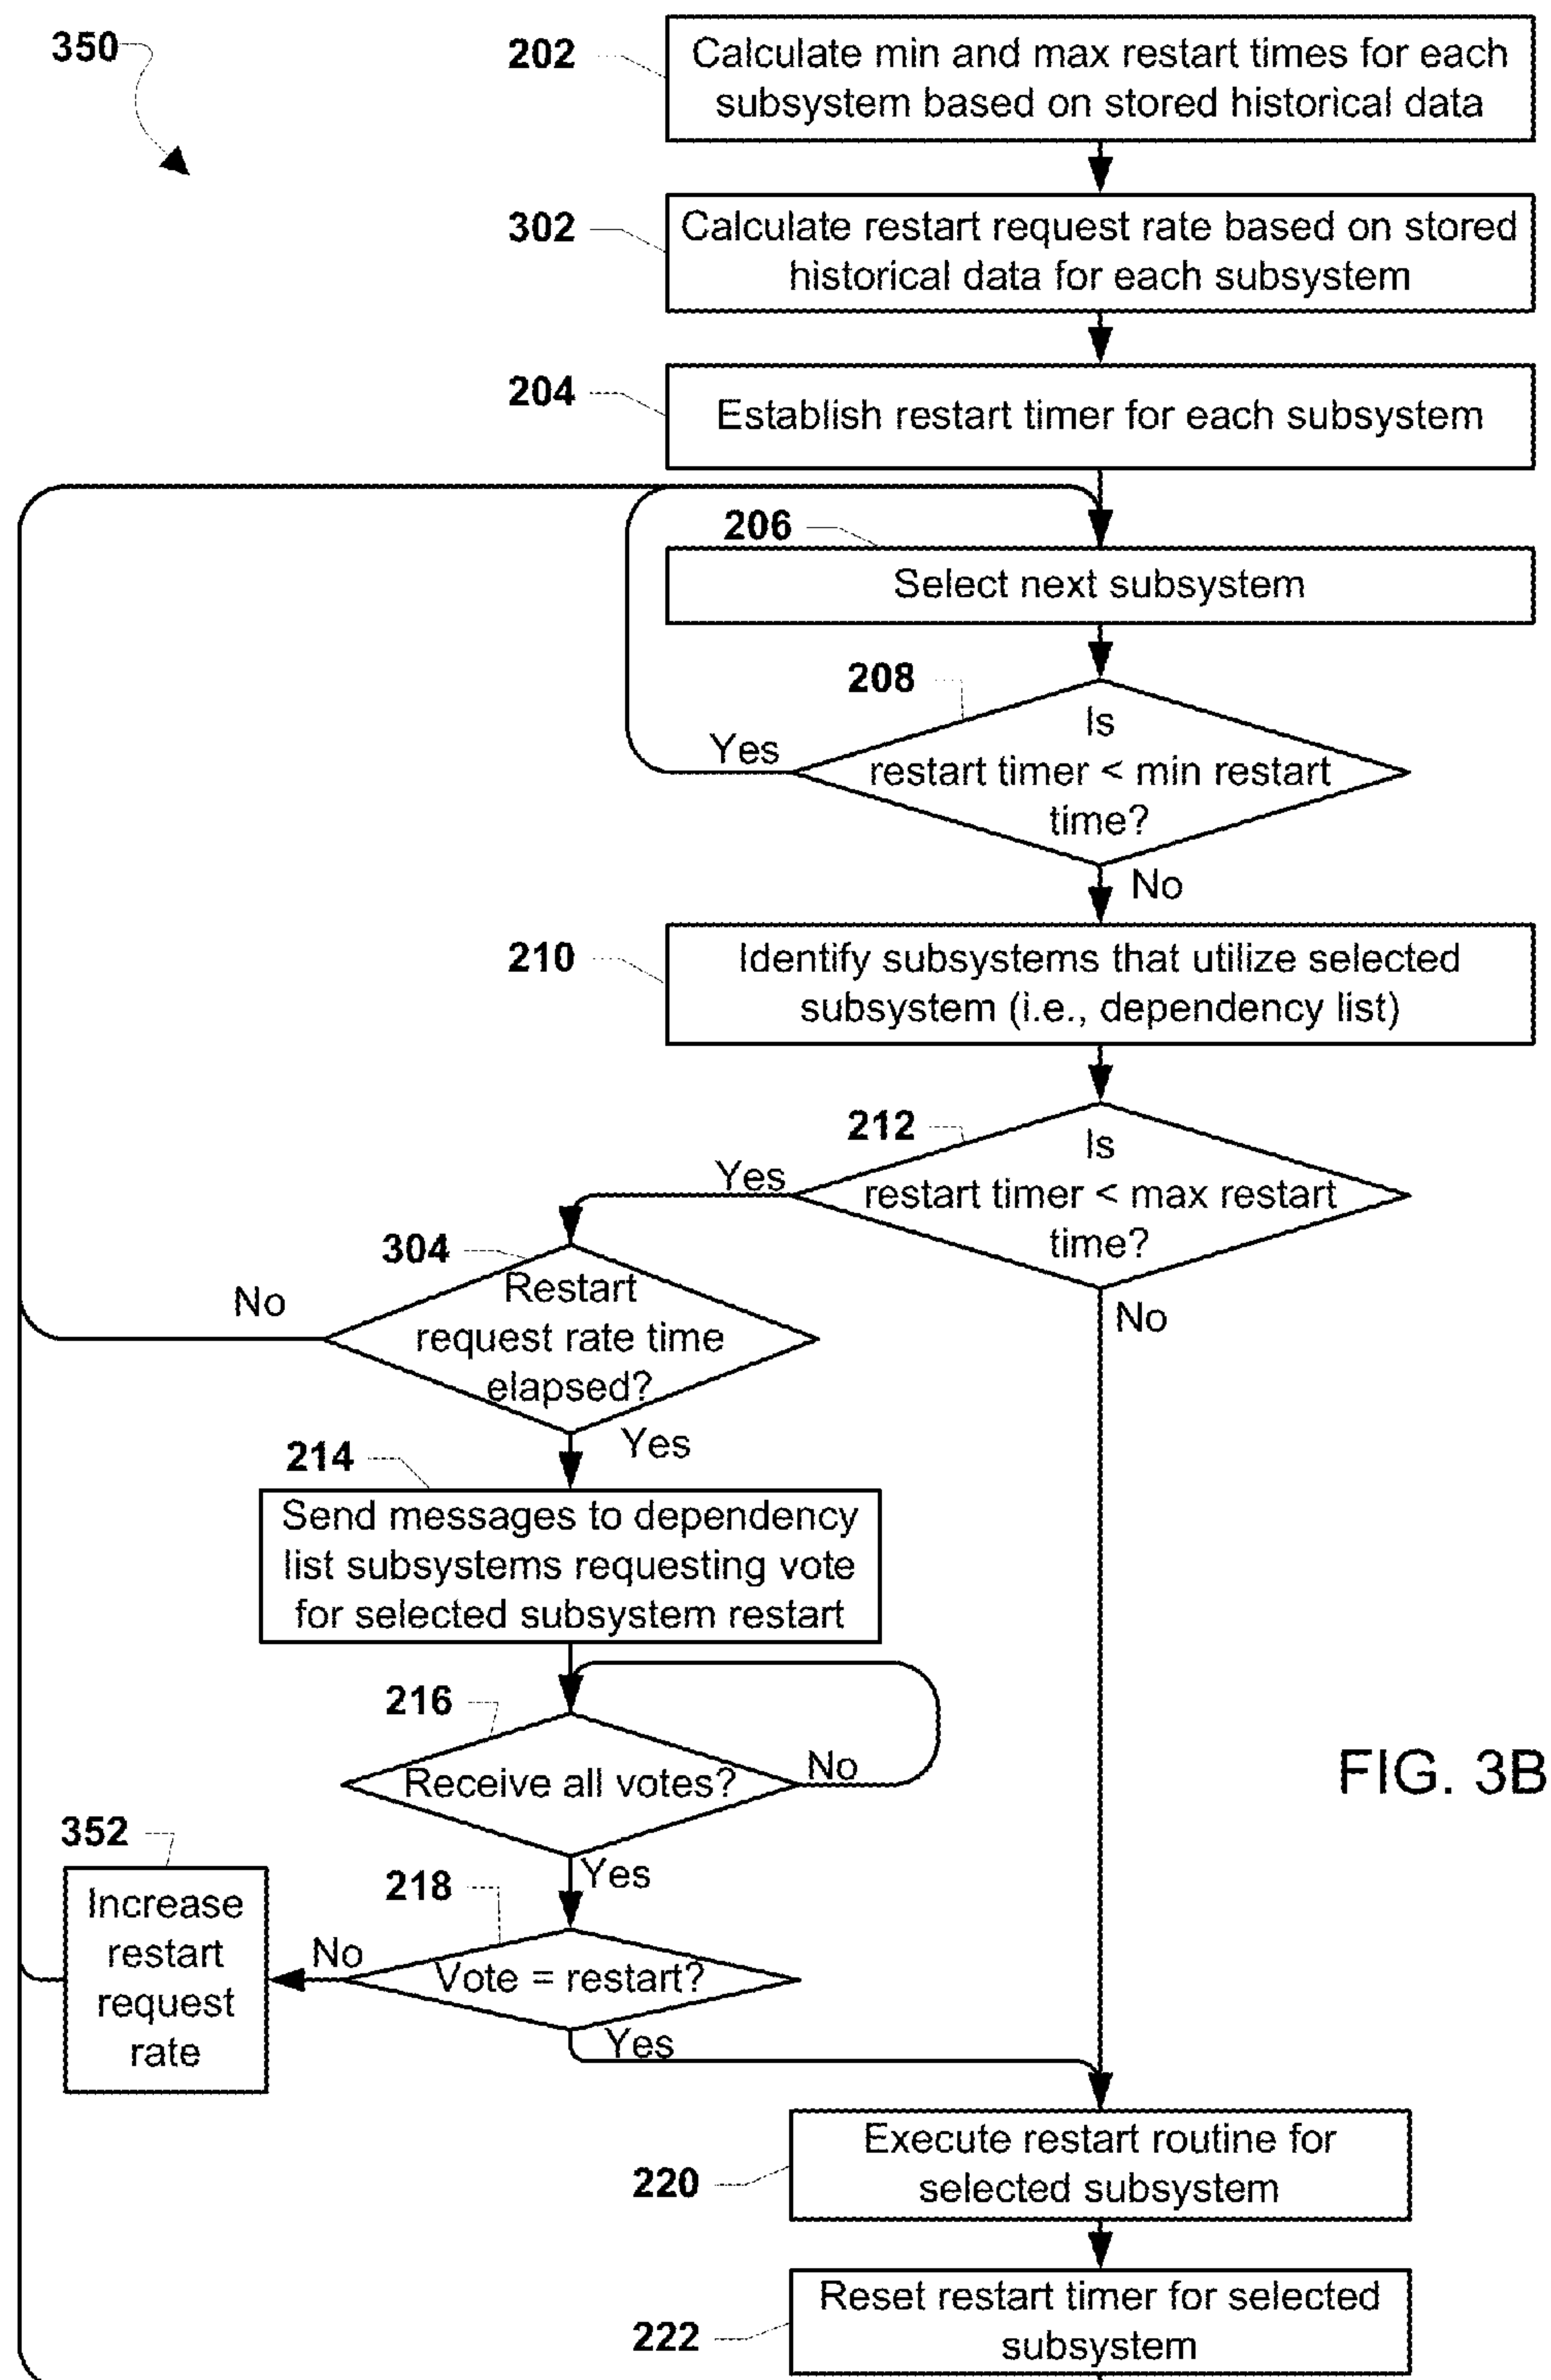 350
202
Calculate min and max restart times for each
subsystem based on stored historical data
302
Calculate restart request rate based on stored
historical data for each subsystem
204
Establish restart timer for each subsystem
206
Select next subsystem
208
Is
restart timer < min restart
time?
Yes
No
210
Identify subsystems that utilize selected
subsystem (i.e., dependency list)
212
Is
restart timer < max restart
time?
Yes
No
304
Restart
request rate time
elapsed?
No
Yes
214
Send messages to dependency
list subsystems requesting vote
for selected subsystem restart
216
Receive all votes?
No
Yes
FIG. 3B
352
Increase
restart
request
rate
218
Vote = restart?
No
Yes
220
Execute restart routine for
selected subsystem
222
Reset restart timer for selected
subsystem